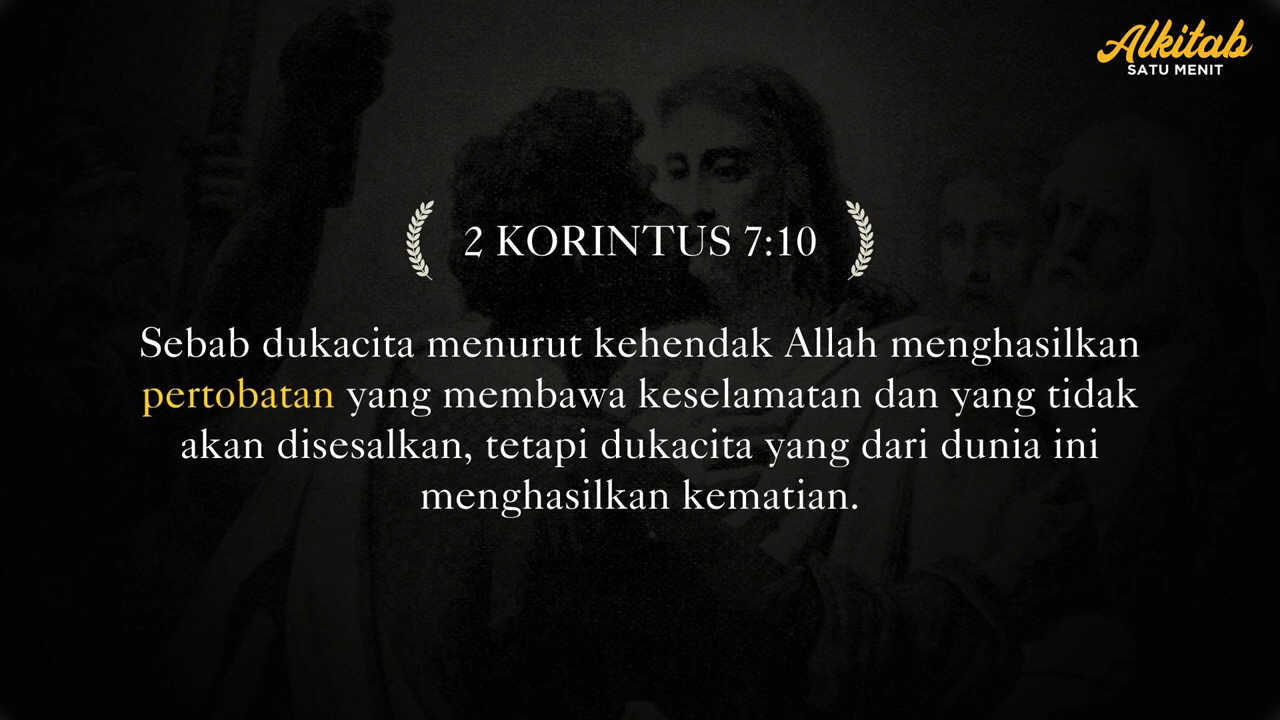 Alkitab
SATU MENIT
2 KORINTUS 7:10
Sebab dukacita menurut kehendak Allah menghasilkan
pertobatan yang membawa keselamatan dan yang tidak
akan disesalkan, tetapi dukacita yang dari dunia ini
menghasilkan kematian.